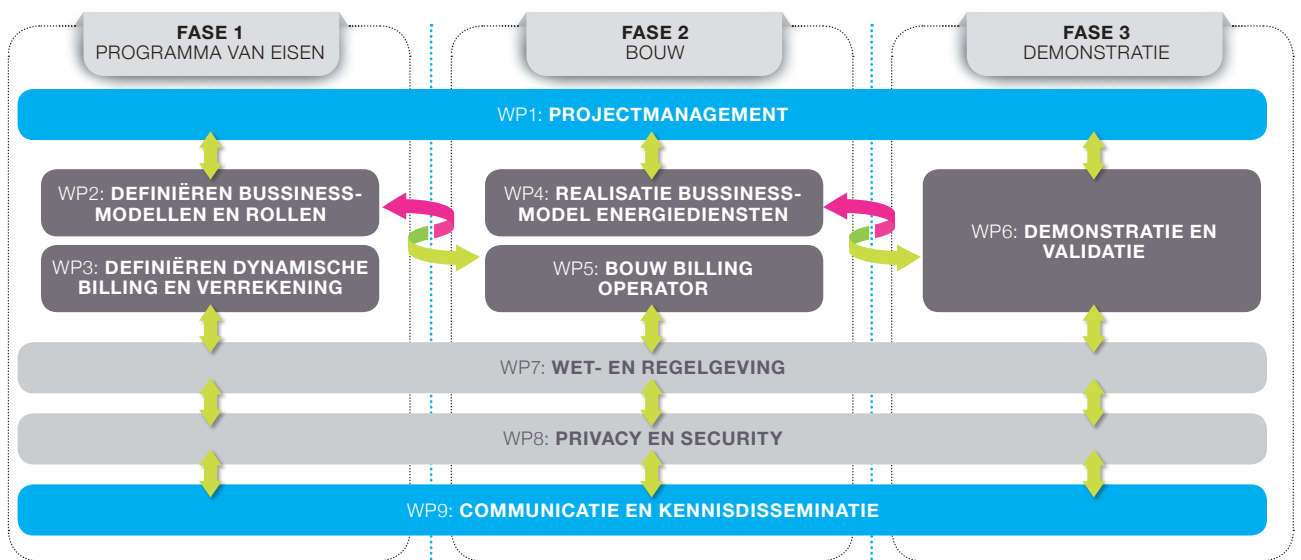 FASE 1
PROGRAMMA VAN EISEN
FASE 2
BOUW
FASE 3
DEMONSTRATIE
WP1: PROJECTMANAGEMENT
WP2: DEFINIËREN BUSSINESS-
MODELLEN EN ROLLEN
WP4: REALISATIE BUSSINESS-
MODEL ENERGIEDIENSTEN
WP6: DEMONSTRATIE EN
VALIDATIE
WP3: DEFINIËREN DYNAMISCHE
BILLING EN VERREKENING
WP5: BOUW BILLING
OPERATOR
WP7: WET- EN REGELGEVING
WP8: PRIVACY EN SECURITY
WP9: COMMUNICATIE EN KENNISDISSEMINATIE